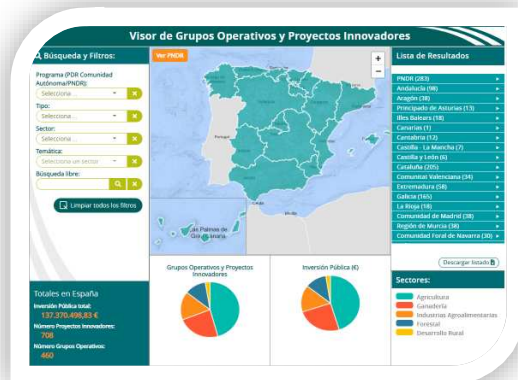 Visor de Grupos Operativos y Proyectos Innovadores
Búsqueda y Filtros:
Programa (PDR Comunidad
Autónoma/PNDR):
Selecciona ...
Tipo:
Selecciona ...
Sector:
Selecciona ...
Temática:
Selecciona un sector
Búsqueda libre:
Limpiar todos los filtros
Totales en España
Inversión Pública total:
137.370.498,83 €
Número Proyectos Innovadores:
708
Número Grupos Operativos:
460
Ver PNDR
+
−
Portugal
Las Palmas de
Gran Canaria
Grupos Operativos y Proyectos
Innovadores
Inversión Pública (€)
Lista de Resultados
PNDR (283)
Andalucía (98)
Aragón (38)
Principado de Asturias (13)
Illes Balears (18)
Canarias (1)
Cantabria (12)
Castilla - La Mancha (7)
Castilla y León (6)
Cataluña (205)
Comunitat Valenciana (34)
Extremadura (58)
Galicia (165)
La Rioja (18)
Comunidad de Madrid (38)
Región de Murcia (38)
Comunidad Foral de Navarra (30)
Descargar listado
Sectores:
Agricultura
Ganadería
Industrias Agroalimentarias
Forestal
Desarrollo Rural